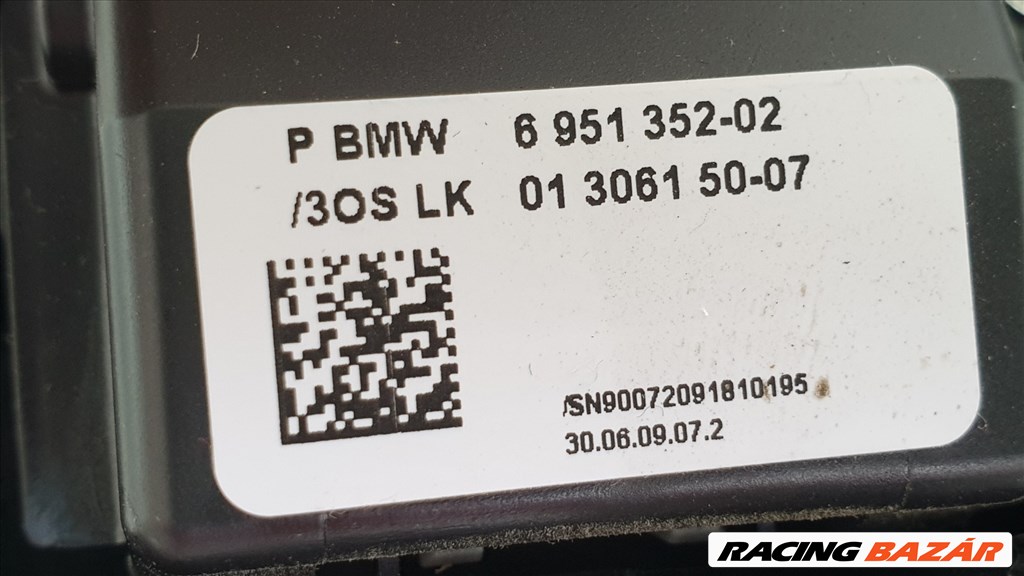 P BMW 6 951 352-02
/3OS LK 01 3061 50-07
/SN90072091810195
30.06.09.07.2
RACING BAZÁR